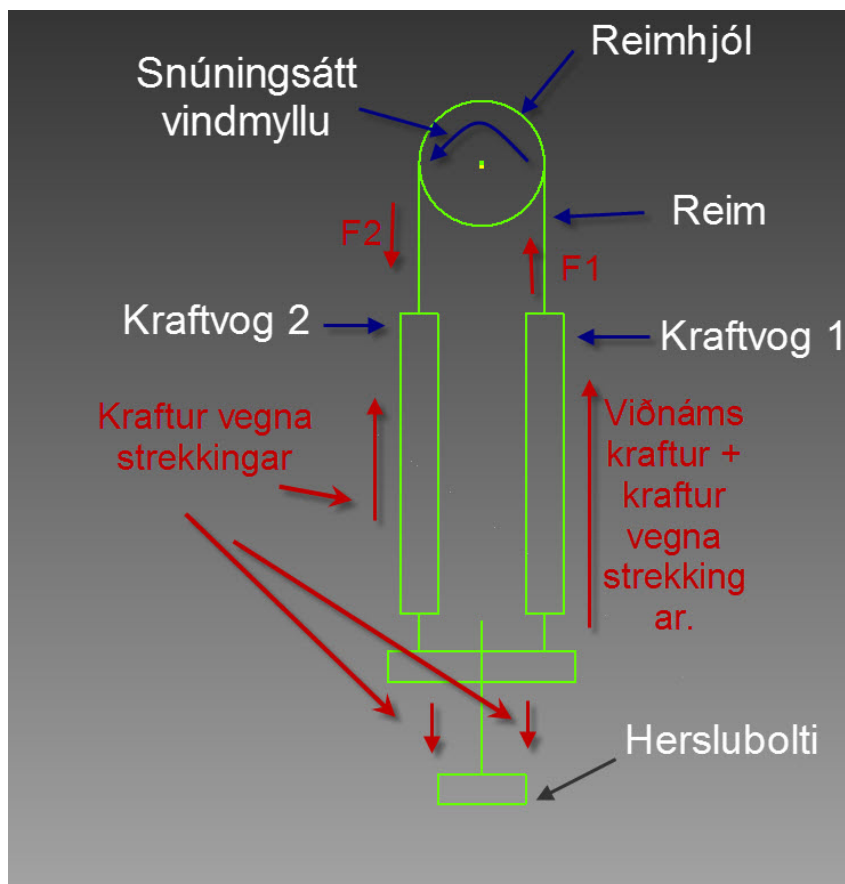 Reimhjól
Snúningsátt
vindmyllu
Reim
F2
F1
Kraftvog 2
Kraftvog 1
Kraftur vegna
strekkingar
Viðnáms
kraftur +
kraftur
vegna
strekking
ar.
Herslubolti